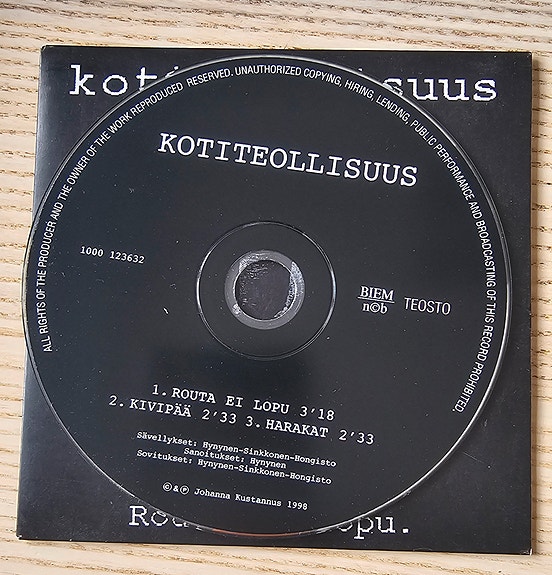 kot suus
ALL RIGHTS OF THE PRODUCER AND THE OWNER OF THE WORK REPRODUCED RESERVED. UNAUTHORIZED COPYING, HIRING, LENDING, PUBLIC PERFORMANCE AND BROADCASTING OF THIS RECORD PROHIBITED.
KOTITEOLLISUUS
1000 123632
BIEM
n©b
TEOSTO
1. ROUTA EI LOPU 3'18
2. KIVIPÄÄ 2'33 3. HARAKAT 2'33
Sävellykset: Hynynen-Sinkkonen-Hongisto
Sanoitukset: Hynynen
Sovitukset: Hynynen-Sinkkonen-Hongisto
©&℗ Johanna Kustannus 1998
Ro opu.